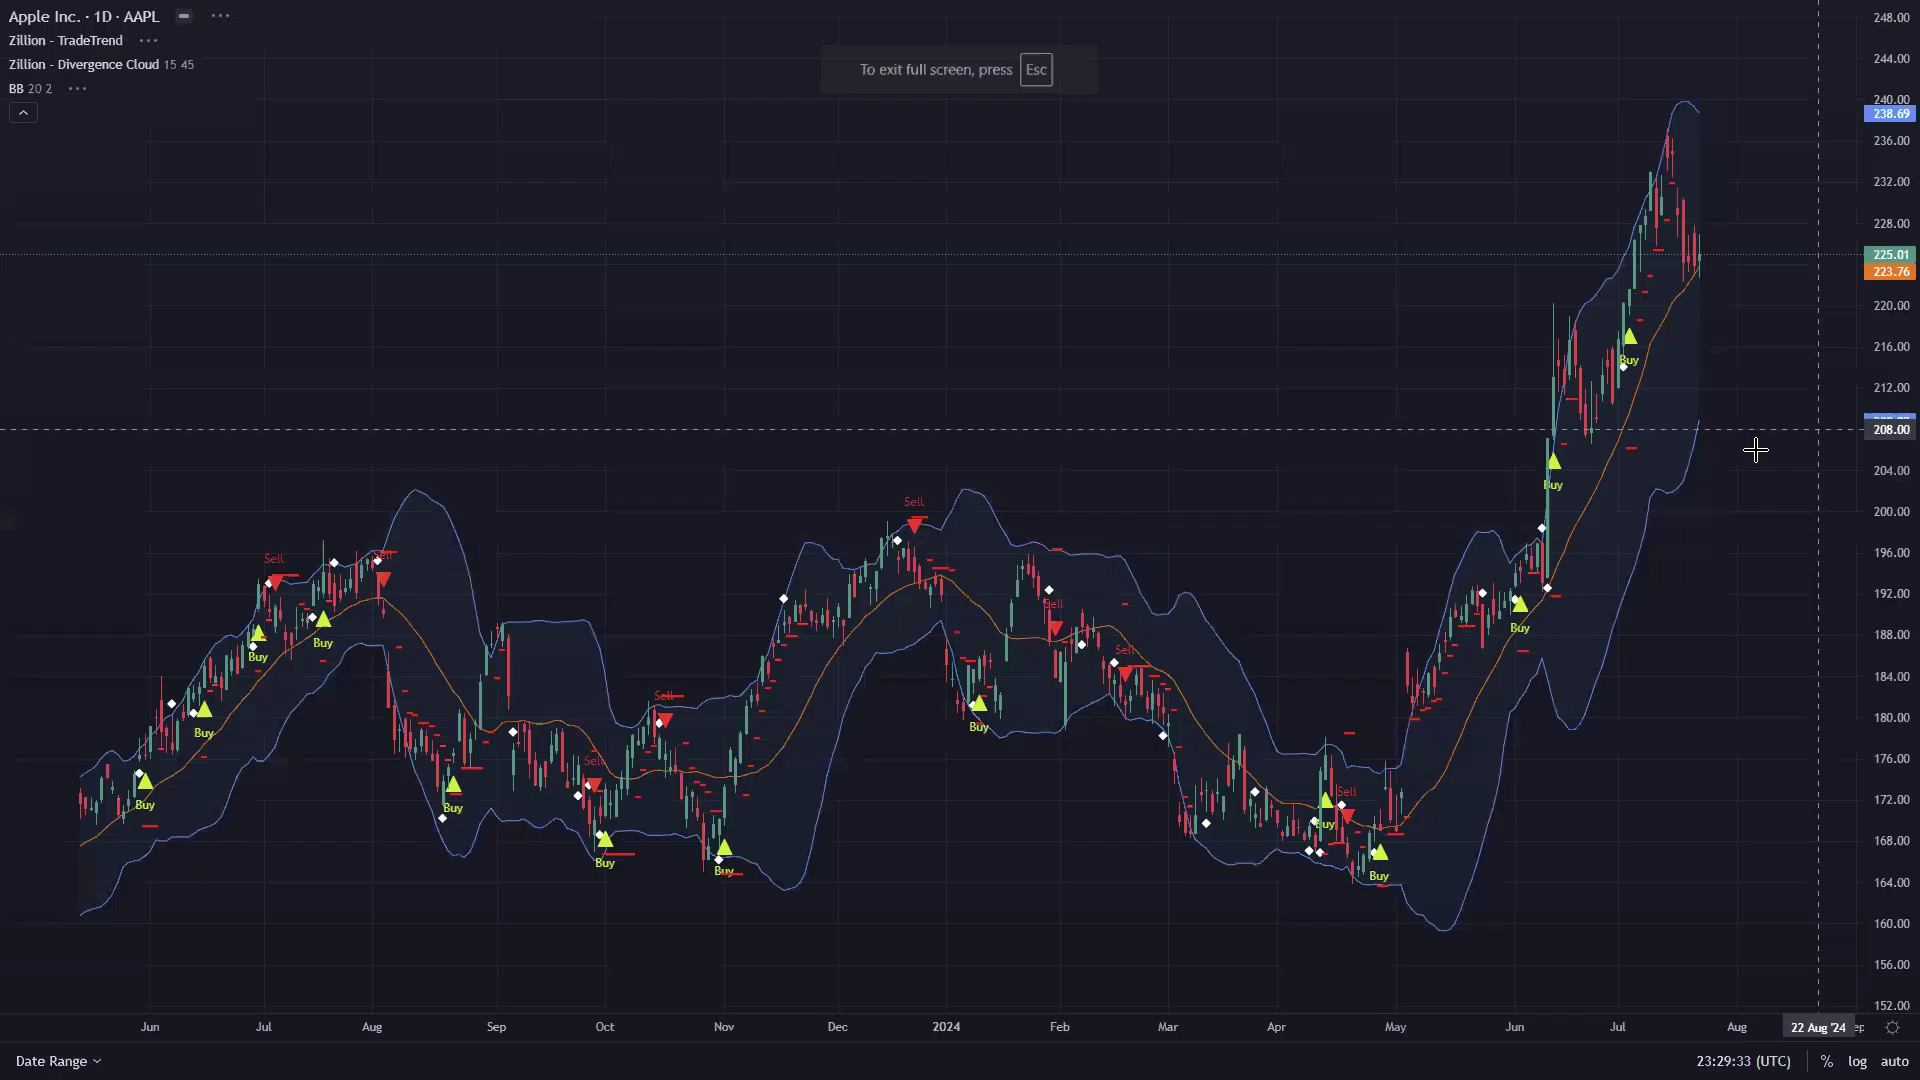 Apple Inc. · 1D · AAPL
Zillion - TradeTrend
Zillion - Divergence Cloud 15 45
BB 20 2
To exit full screen, press Esc
248.00
244.00
240.00
238.69
236.00
232.00
228.00
225.01
223.76
220.00
216.00
212.00
208.00
204.00
200.00
196.00
192.00
188.00
184.00
180.00
176.00
172.00
168.00
164.00
160.00
156.00
152.00
Buy
Buy
Buy
Sell
Buy
Sell
Buy
Sell
Buy
Sell
Buy
Sell
Buy
Sell
Sell
Buy
Sell
Buy
Buy
Buy
Buy
Jun
Jul
Aug
Sep
Oct
Nov
Dec
2024
Feb
Mar
Apr
May
Jun
Jul
Aug
22 Aug '24
Date Range
23:29:33 (UTC)
%
log
auto